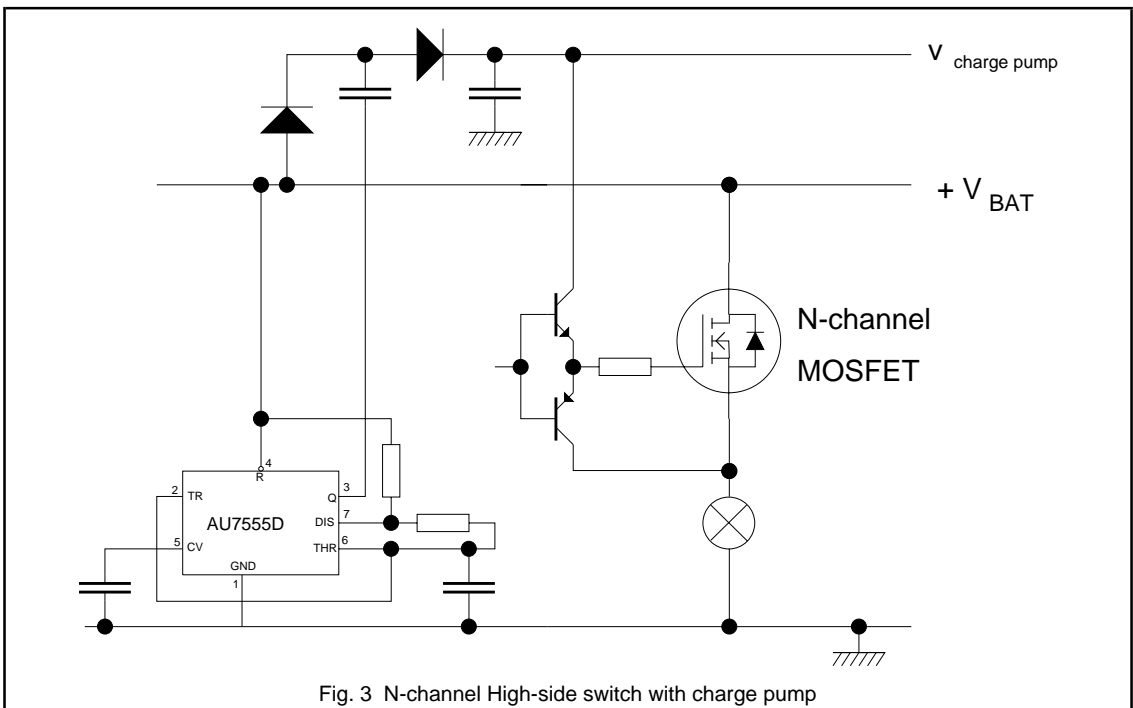 V charge pump
+ V BAT
N-channel
MOSFET
4
R
2
TR
3
Q
AU7555D
7
DIS
5
CV
6
THR
GND
1
Fig. 3 N-channel High-side switch with charge pump